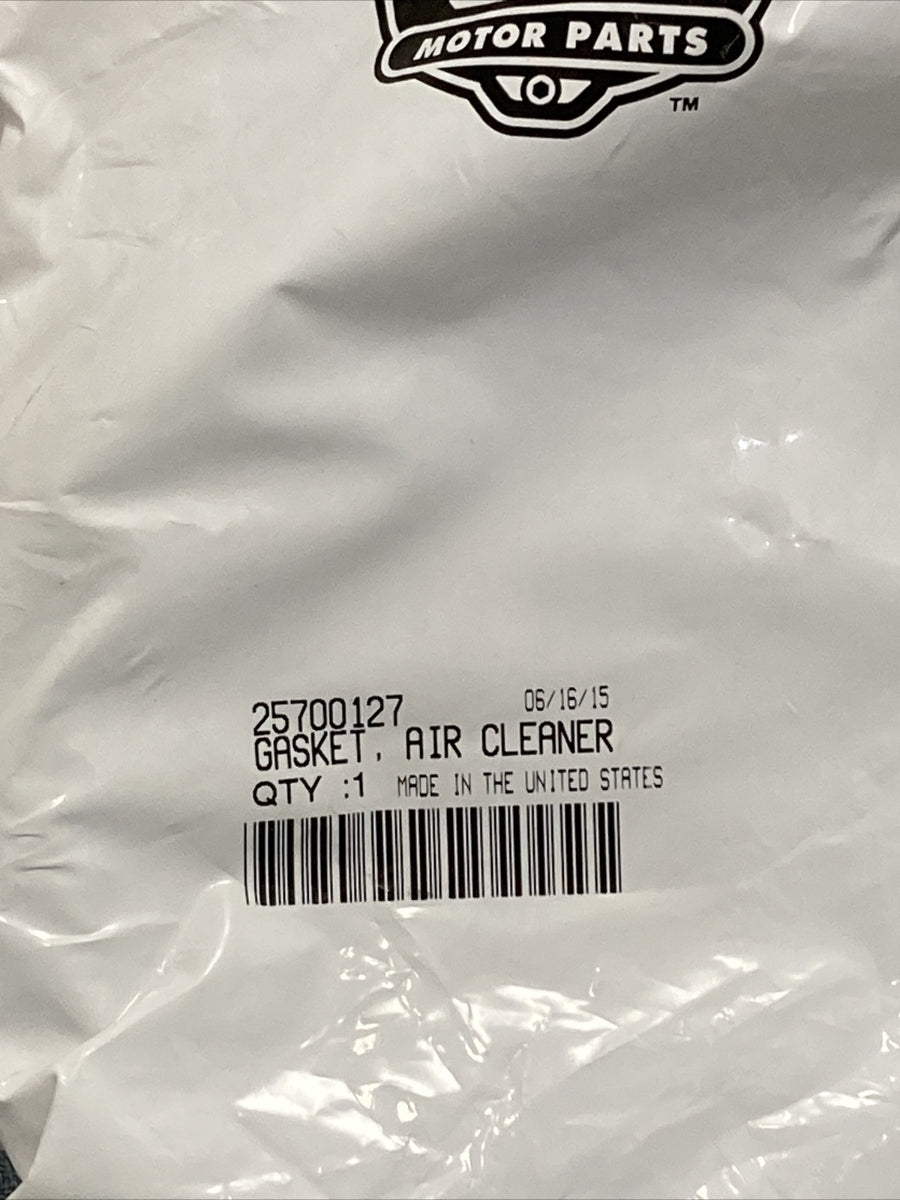 MOTOR PARTS
TM
25700127 06/16/15
GASKET, AIR CLEANER
QTY :1 MADE IN THE UNITED STATES